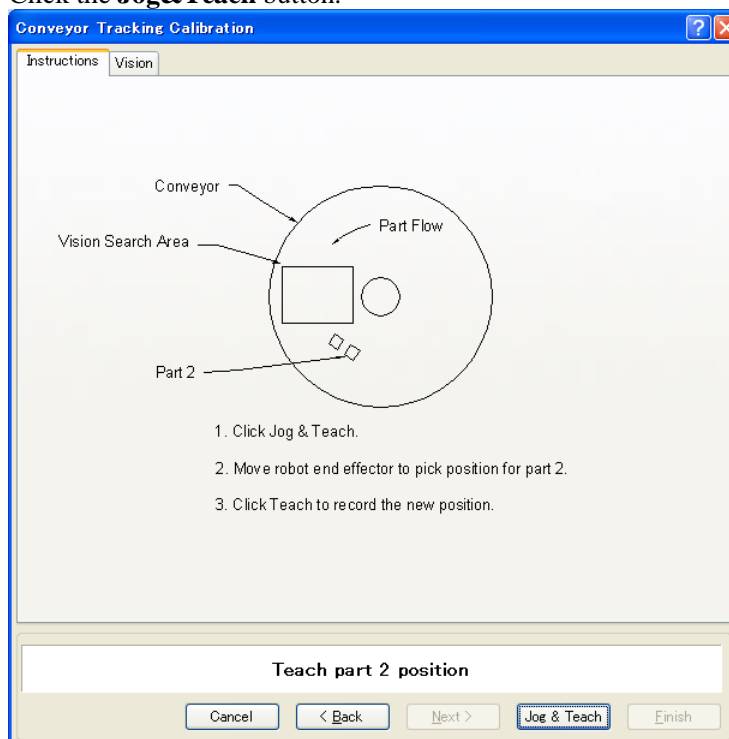 Click the Jog&Teach button.
Conveyor Tracking Calibration
Instructions Vision
Conveyor
Part Flow
Vision Search Area
Part 2
1. Click Jog & Teach.
2. Move robot end effector to pick position for part 2.
3. Click Teach to record the new position.
Teach part 2 position
Cancel < Back Next > Jog & Teach Finish